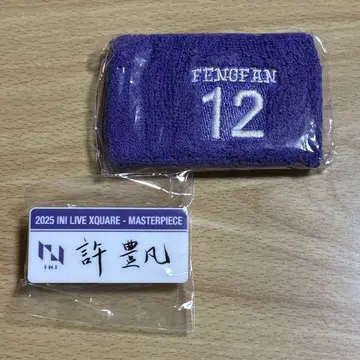 FENGFAN
12
2025 INI LIVE XQUARE - MASTERPIECE
INI
許豊凡